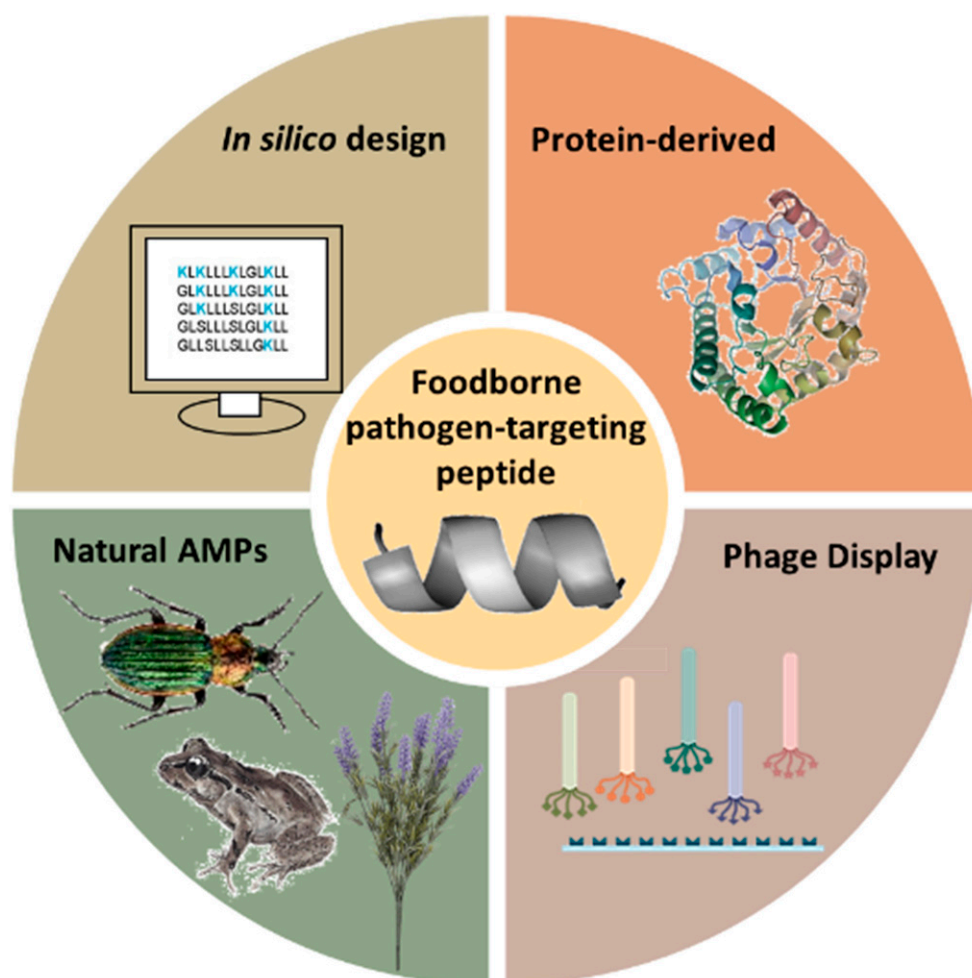 In silico design
KLKLLLKLGLKLL
GLKLLLKLGLKLL
GLKLLLSLGLKLL
GLSLLLSLGLKLL
GLLSLLSLLGKLL
Protein-derived
Foodborne
pathogen-targeting
peptide
Natural AMPs
Phage Display